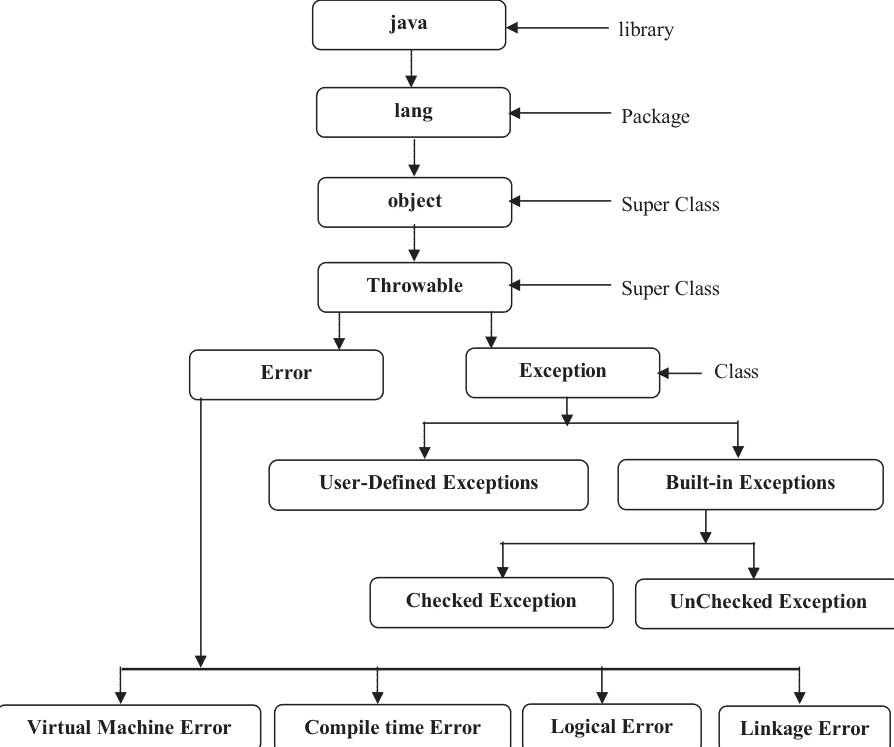 java
library
lang
Package
object
Super Class
Throwable
Super Class
Error
Exception
Class
User-Defined Exceptions
Built-in Exceptions
Checked Exception
UnChecked Exception
Virtual Machine Error
Compile time Error
Logical Error
Linkage Error